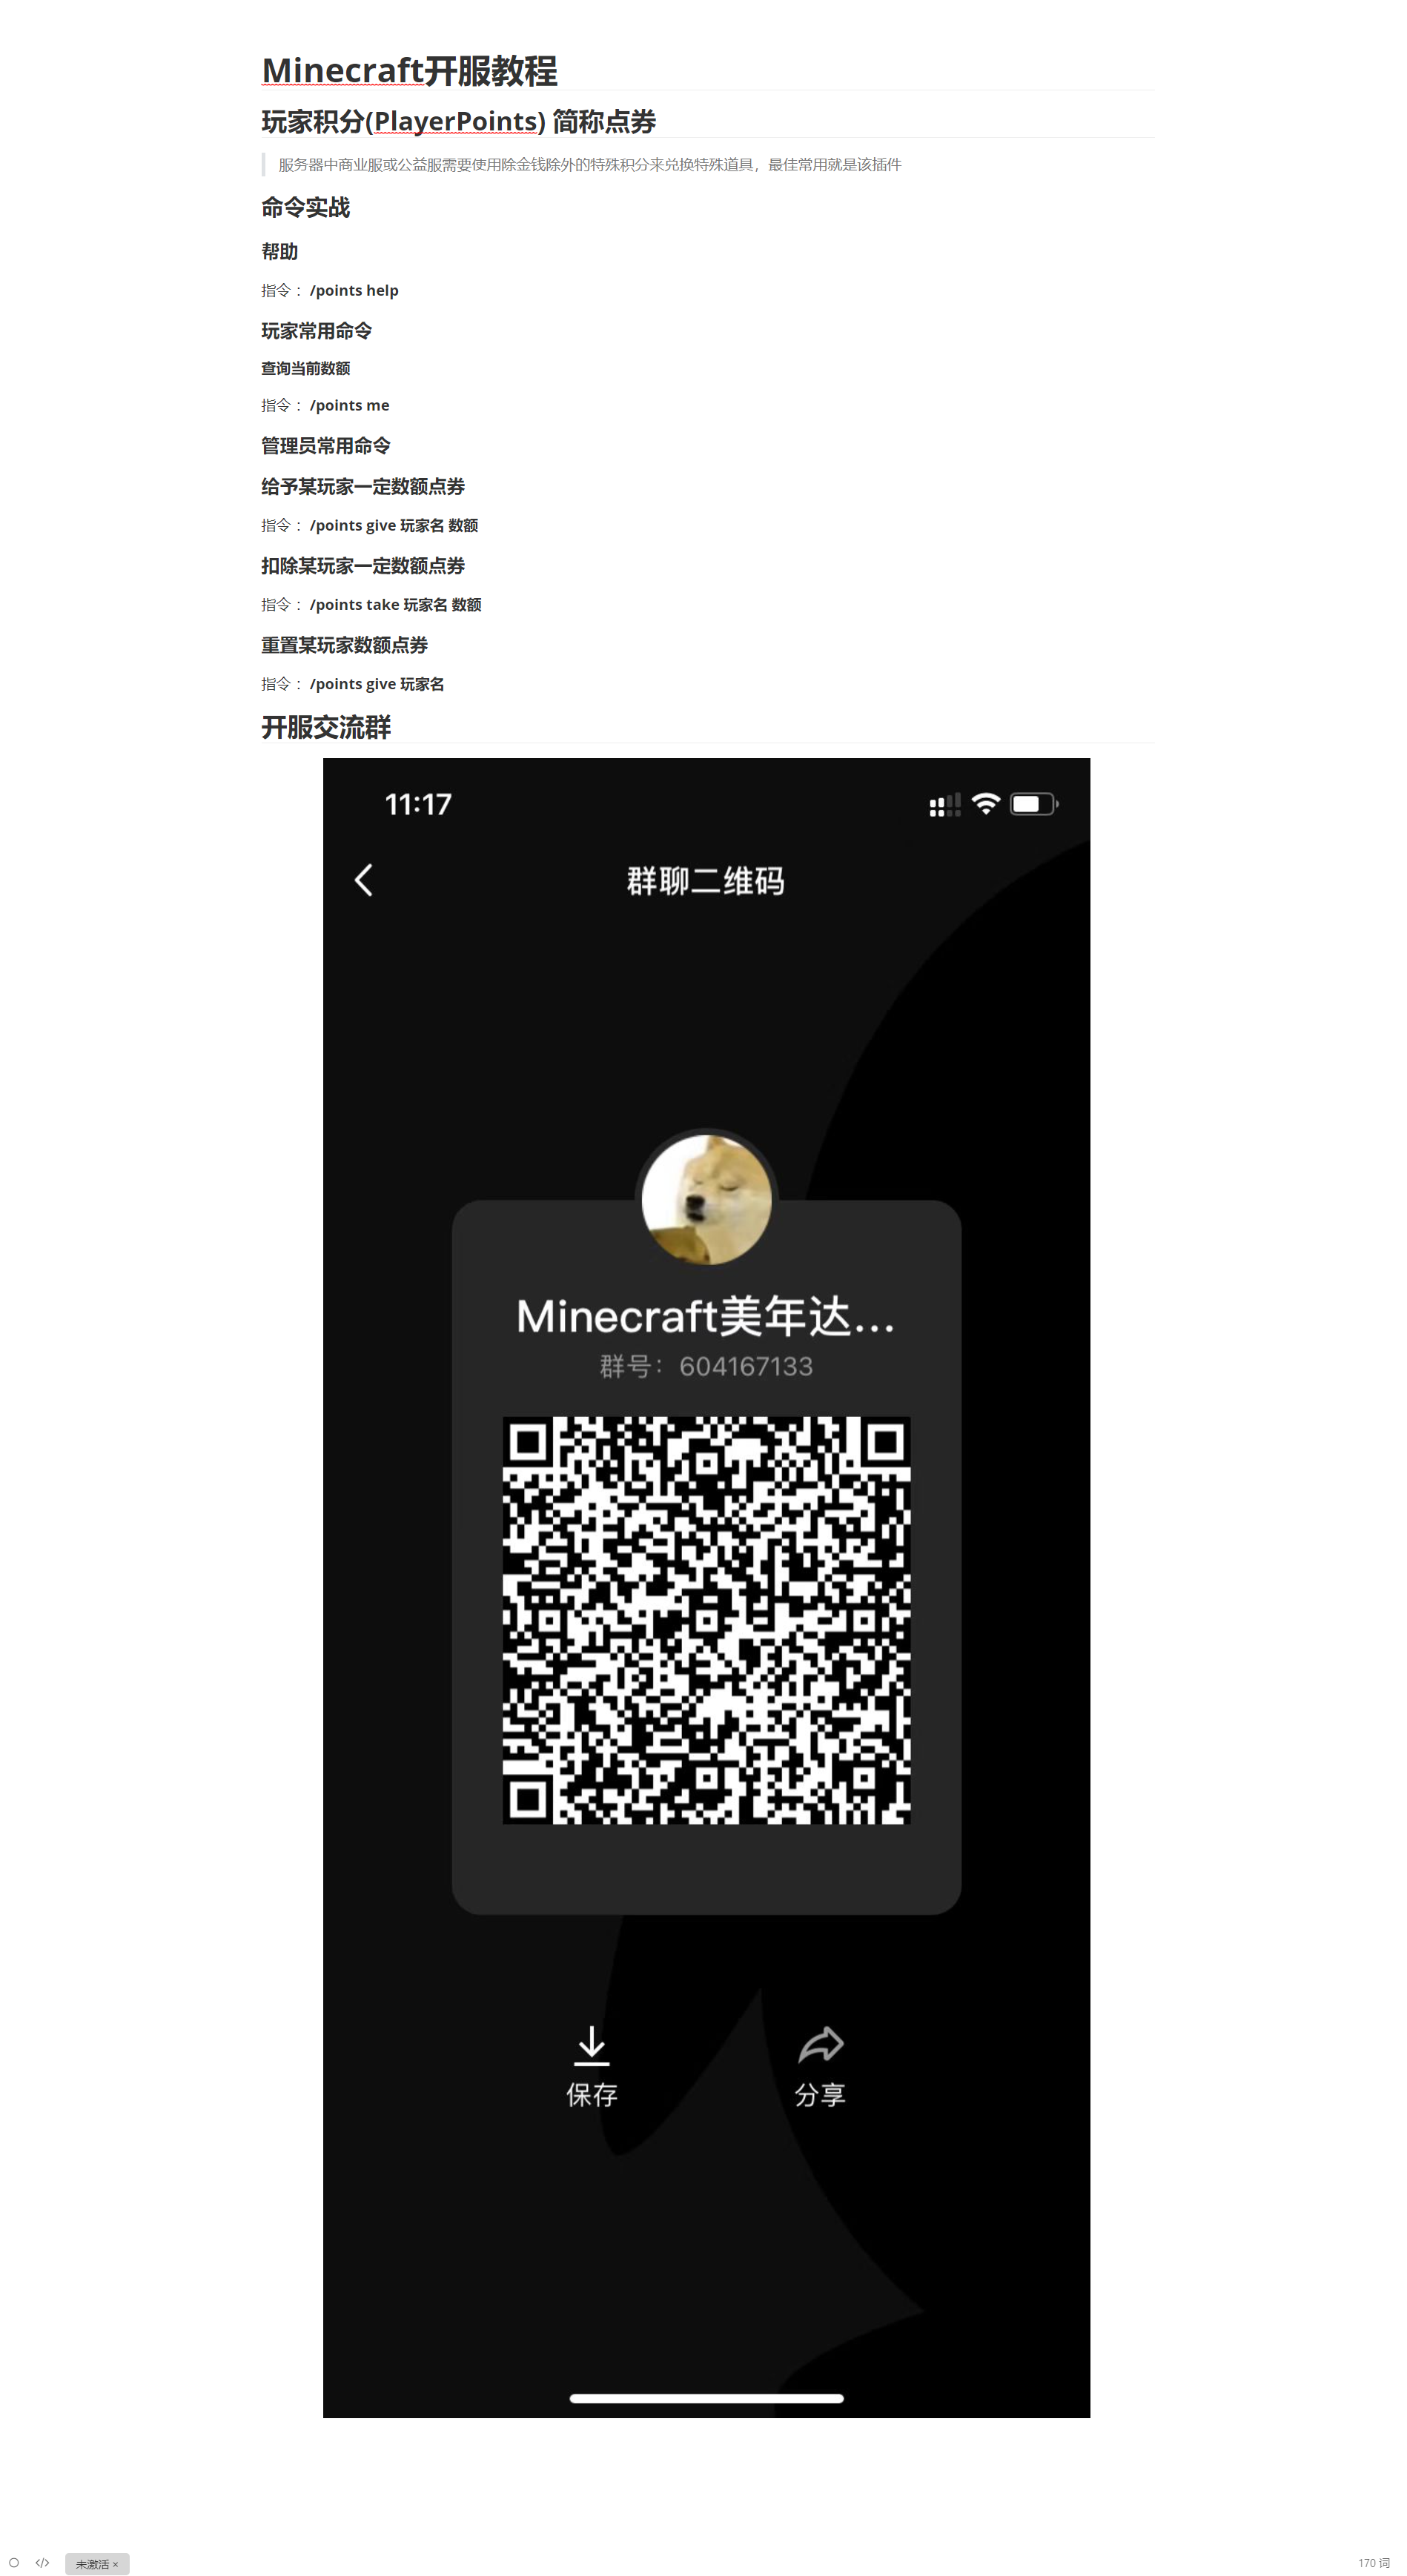 Minecraft开服教程
玩家积分(PlayerPoints) 简称点券
服务器中商业服或公益服需要使用除金钱除外的特殊积分来兑换特殊道具，最佳常用就是该插件
命令实战
帮助
指令 ： /points help
玩家常用命令
查询当前数额
指令 ： /points me
管理员常用命令
给予某玩家一定数额点券
指令 ： /points give 玩家名 数额
扣除某玩家一定数额点券
指令 ： /points take 玩家名 数额
重置某玩家数额点券
指令 ： /points give 玩家名
开服交流群
11:17
群聊二维码
Minecraft美年达...
群号：604167133
保存 分享
未激活 × 170 词